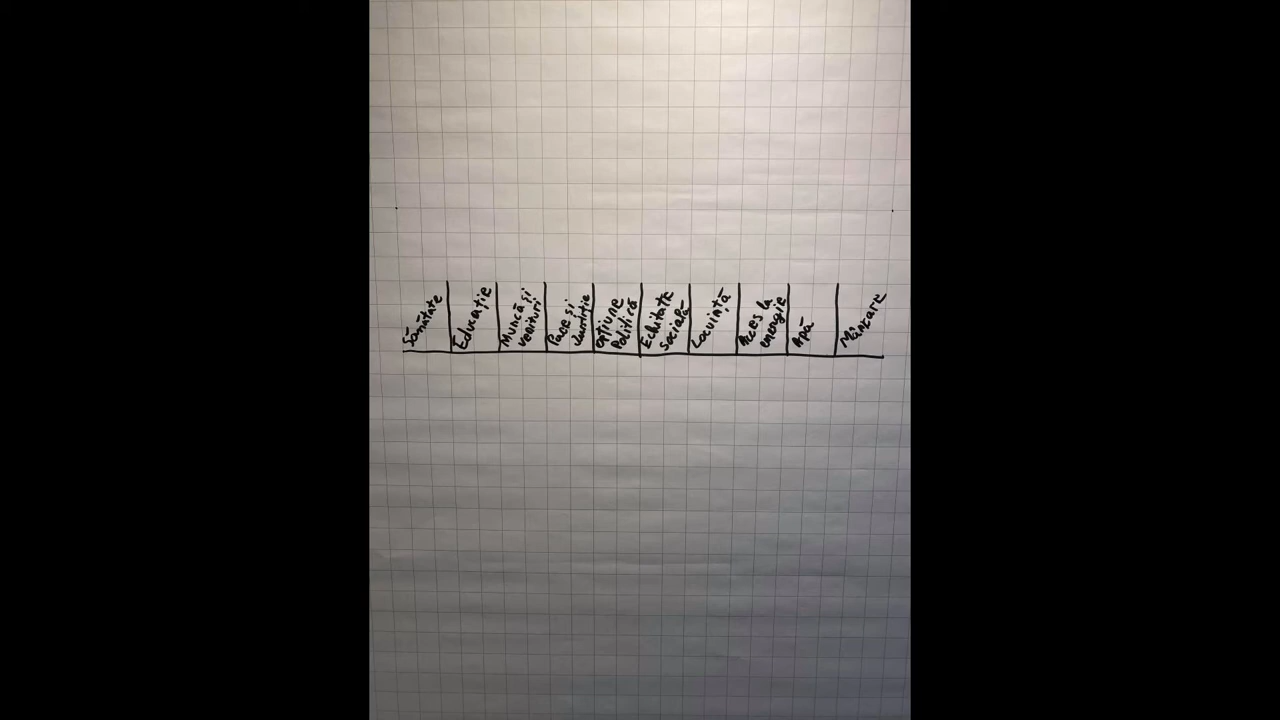 Sănătate
Educație
Muncă și
venituri
Pace și
Justiție
Opțiune
Politică
Echitate
socială
Locuință
Acces la
energie
Apă
Mâncare